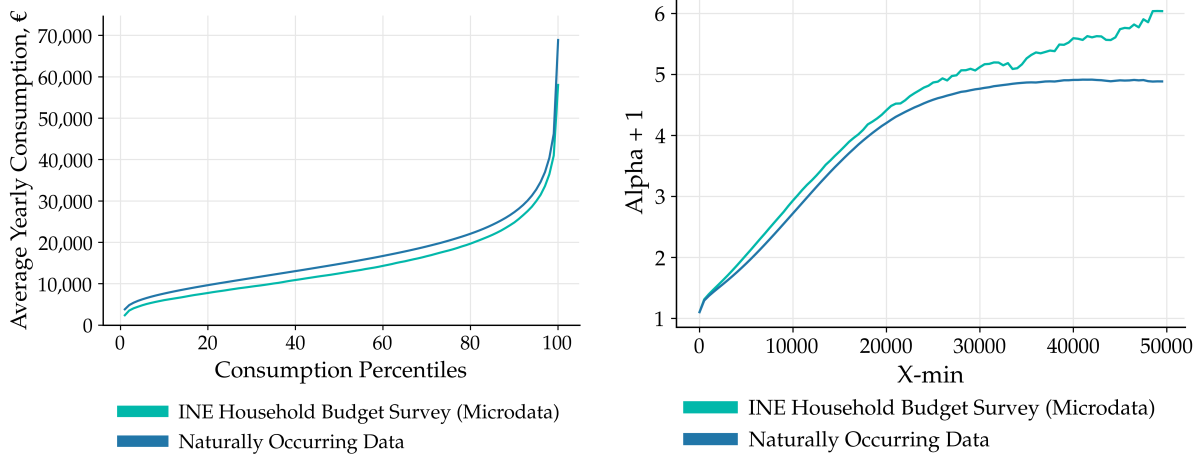 Average Yearly Consumption, €
70,000
60,000
50,000
40,000
30,000
20,000
10,000
0
0 20 40 60 80 100
Consumption Percentiles
INE Household Budget Survey (Microdata)
Naturally Occurring Data
Alpha + 1
6
5
4
3
2
1
0 10000 20000 30000 40000 50000
X-min
INE Household Budget Survey (Microdata)
Naturally Occurring Data